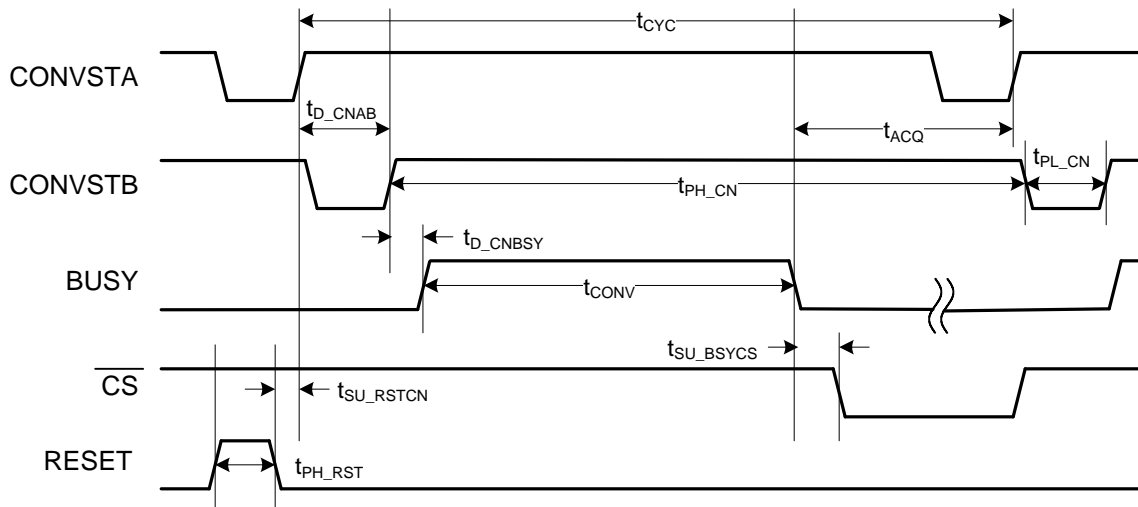 tCYC
CONVSTA
tD_CNAB
tACQ
tPL_CN
CONVSTB
tPH_CN
tD_CNBSY
BUSY
tCONV
tSU_BSYCS
CS
tSU_RSTCN
RESET
tPH_RST